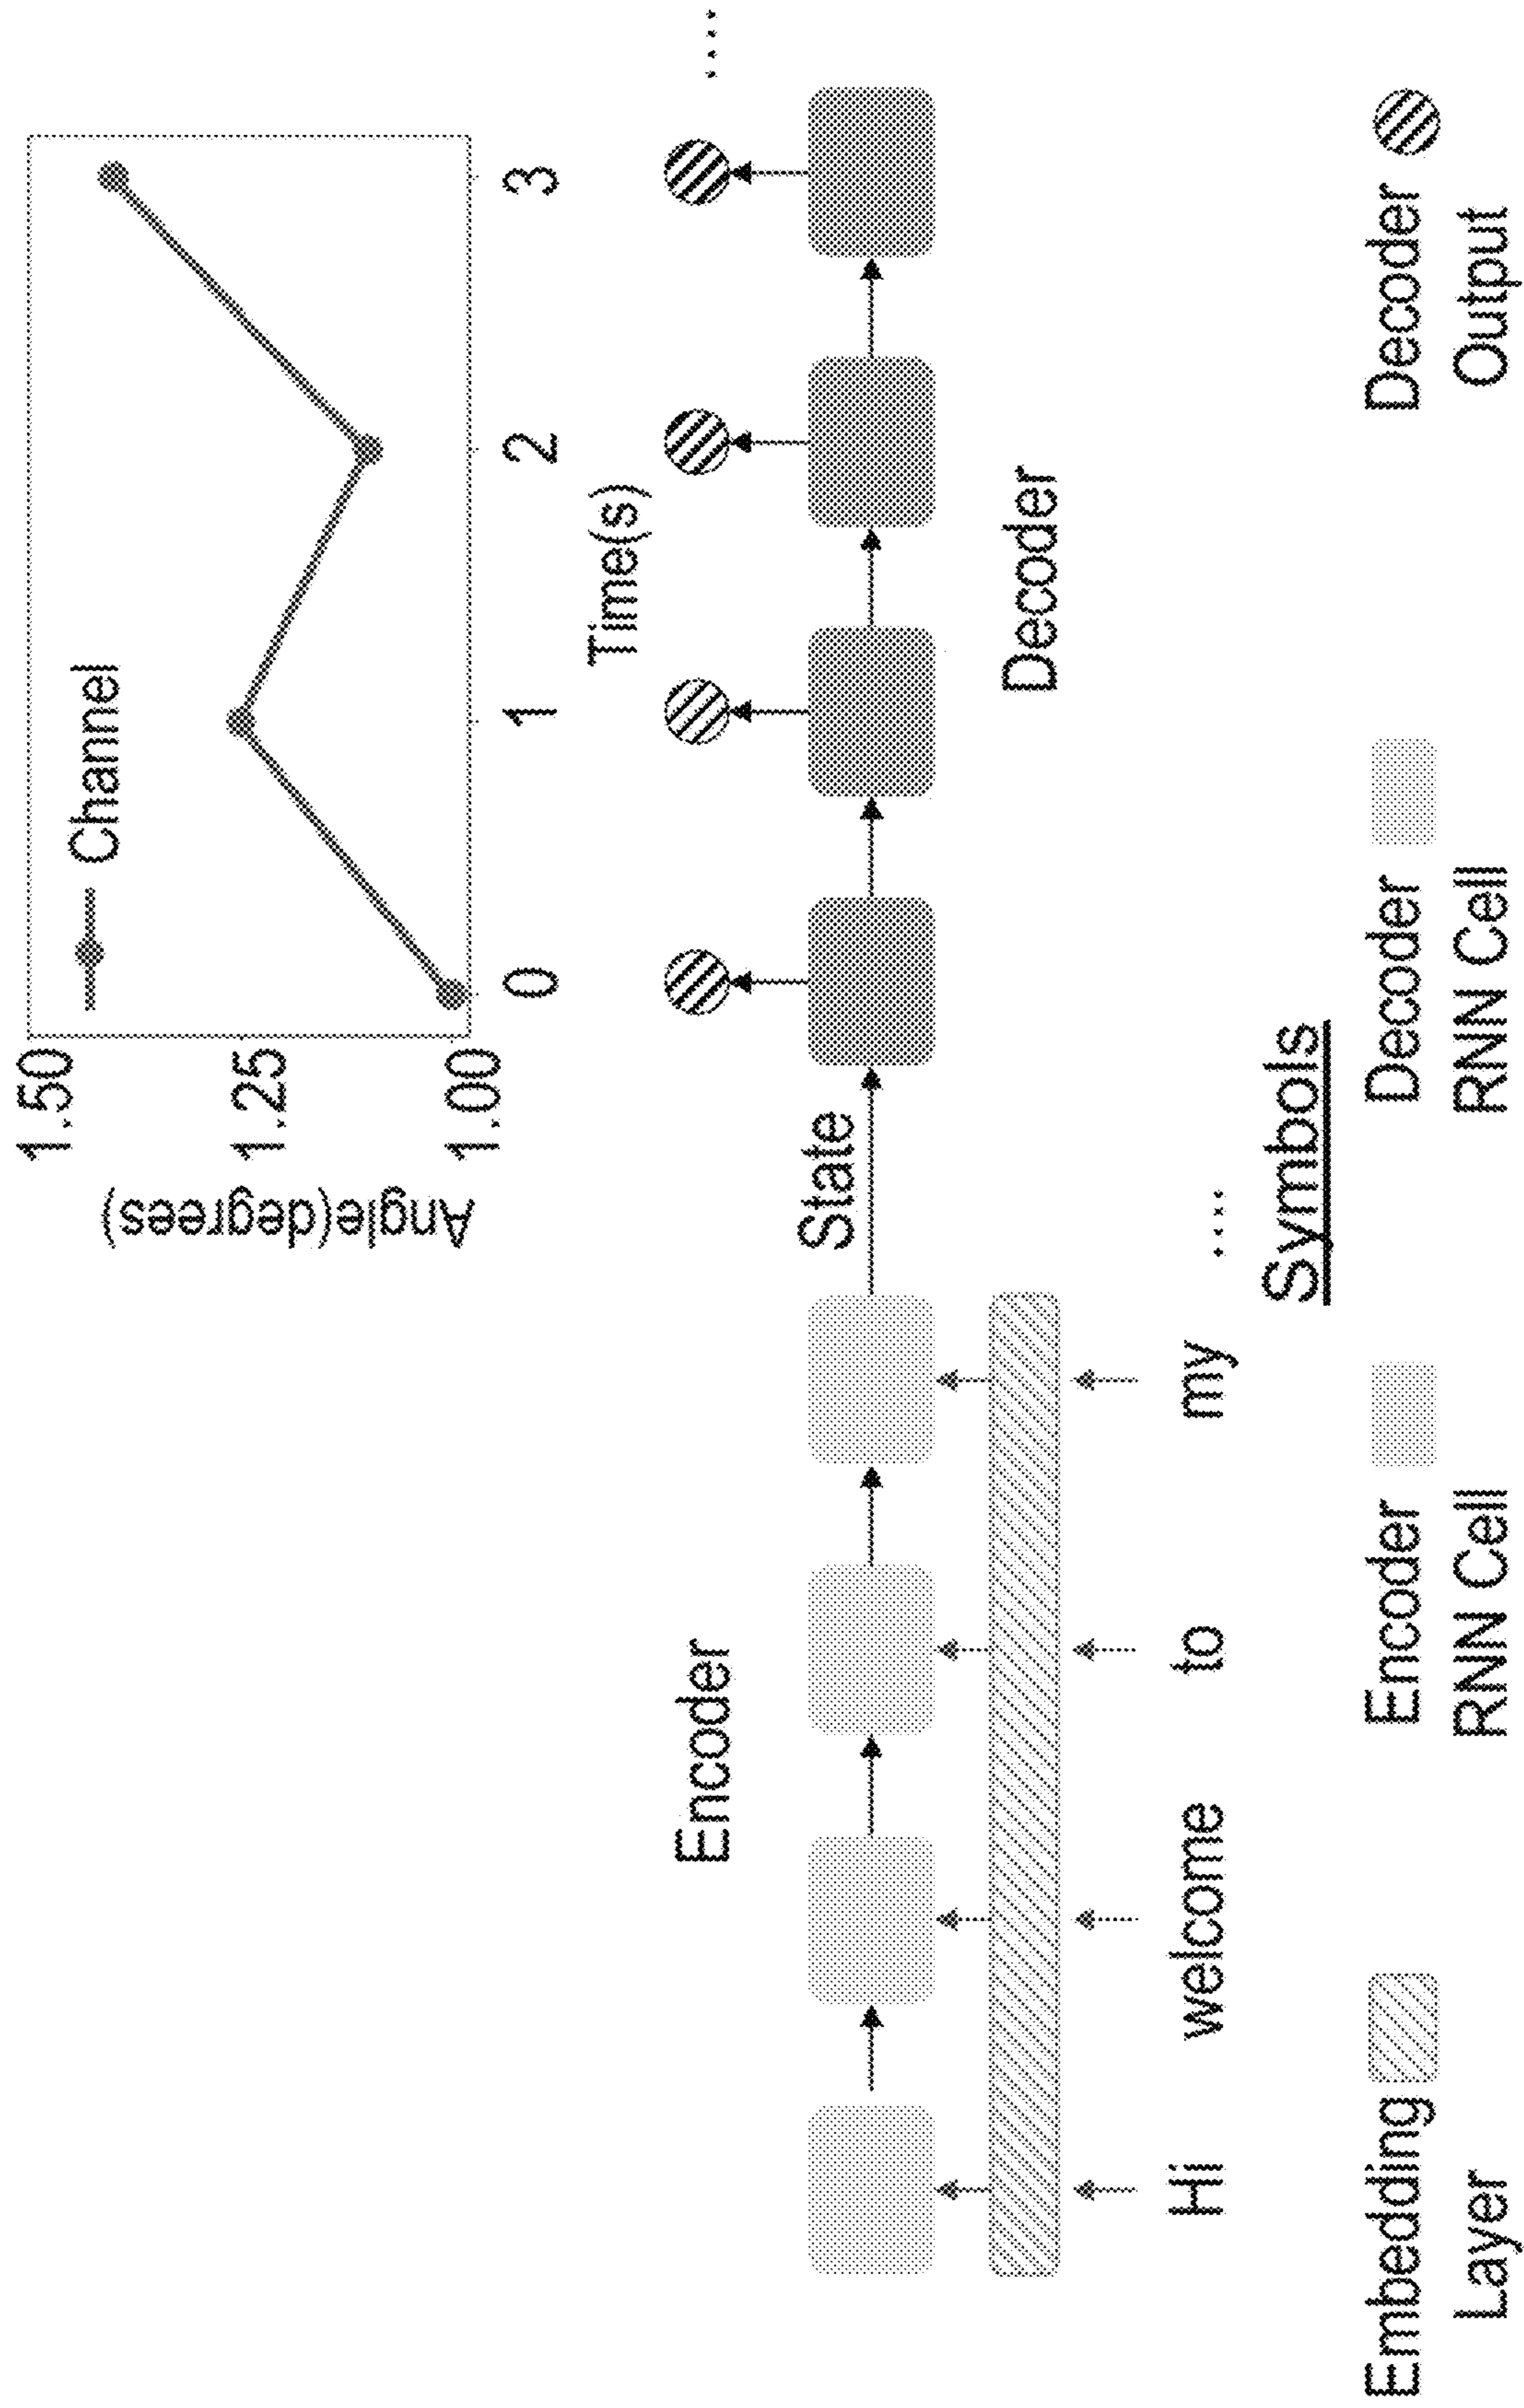 1.50
1.25
1.00
Angle(degrees)
Channel
0 1 2 3
Time(s)
....
Encoder
State
Decoder
Hi welcome to my ....
Symbols
Embedding
Layer
Encoder
RNN Cell
Decoder
RNN Cell
Decoder
Output